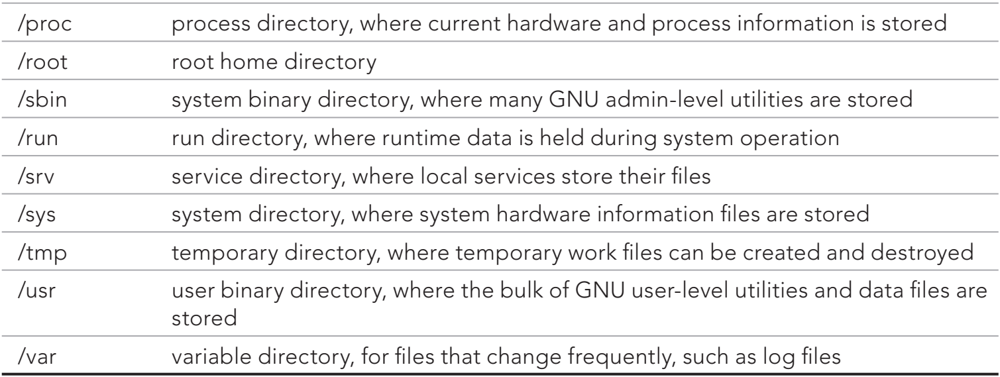 /proc process directory, where current hardware and process information is stored
/root root home directory
/sbin system binary directory, where many GNU admin-level utilities are stored
/run run directory, where runtime data is held during system operation
/srv service directory, where local services store their files
/sys system directory, where system hardware information files are stored
/tmp temporary directory, where temporary work files can be created and destroyed
/usr user binary directory, where the bulk of GNU user-level utilities and data files are
stored
/var variable directory, for files that change frequently, such as log files